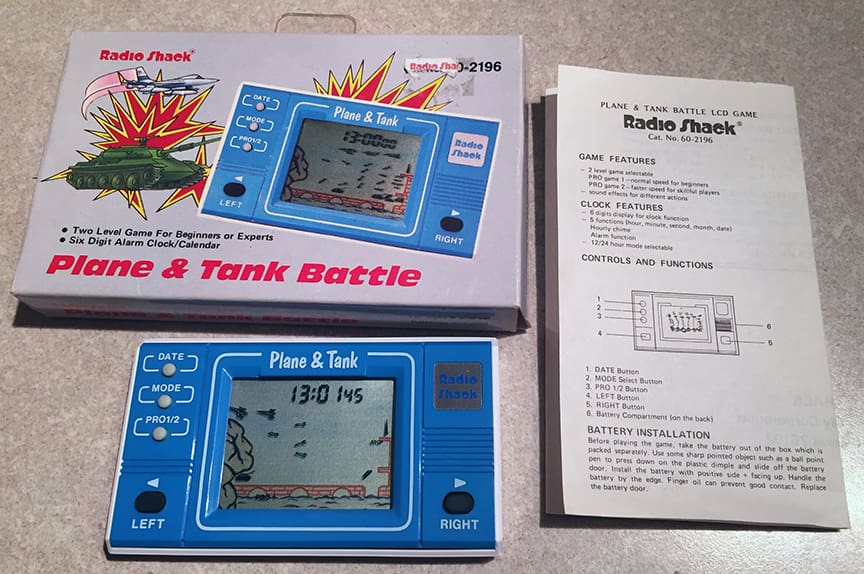 Radio Shack®
Radio Sha 0-2196
DATE
MODE
PRO1/2
LEFT
Plane & Tank
13:0000
Radio
Shack
RIGHT
• Two Level Game For Beginners or Experts
• Six Digit Alarm Clock/Calendar
Plane & Tank Battle
Plane & Tank Battle
DATE
MODE
PRO1/2
LEFT
Plane & Tank
13:01 45
Radio
Shack
RIGHT
PLANE & TANK BATTLE LCD GAME
Radio Shack®
Cat. No. 60-2196
GAME FEATURES
– 2 level game selectable
PRO game 1—normal speed for beginners
PRO game 2—faster speed for skillful players
– sound effects for different actions
CLOCK FEATURES
– 6 digits display for clock function
– 5 functions (hour, minute, second, month, date)
Hourly chime
Alarm function
– 12/24 hour mode selectable
CONTROLS AND FUNCTIONS
1
2
3
4
6
5
1. DATE Button
2. MODE Select Button
3. PRO 1/2 Button
4. LEFT Button
5. RIGHT Button
6. Battery Compartment (on the back)
BATTERY INSTALLATION
Before playing the game, take the battery out of the box which is
packed separately. Use some sharp pointed object such as a ball point
pen to press down on the plastic dimple and slide off the battery
door. Install the battery with positive side + facing up. Handle the
battery by the edge. Finger oil can prevent good contact. Replace
the battery door.